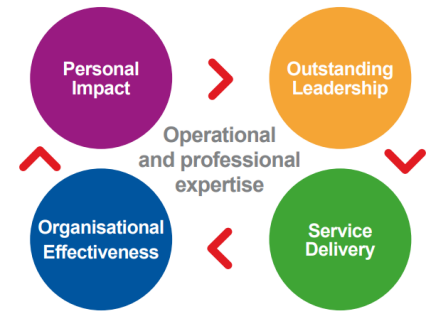 Personal
Impact
Outstanding
Leadership
Operational
and professional
expertise
Organisational
Effectiveness
Service
Delivery